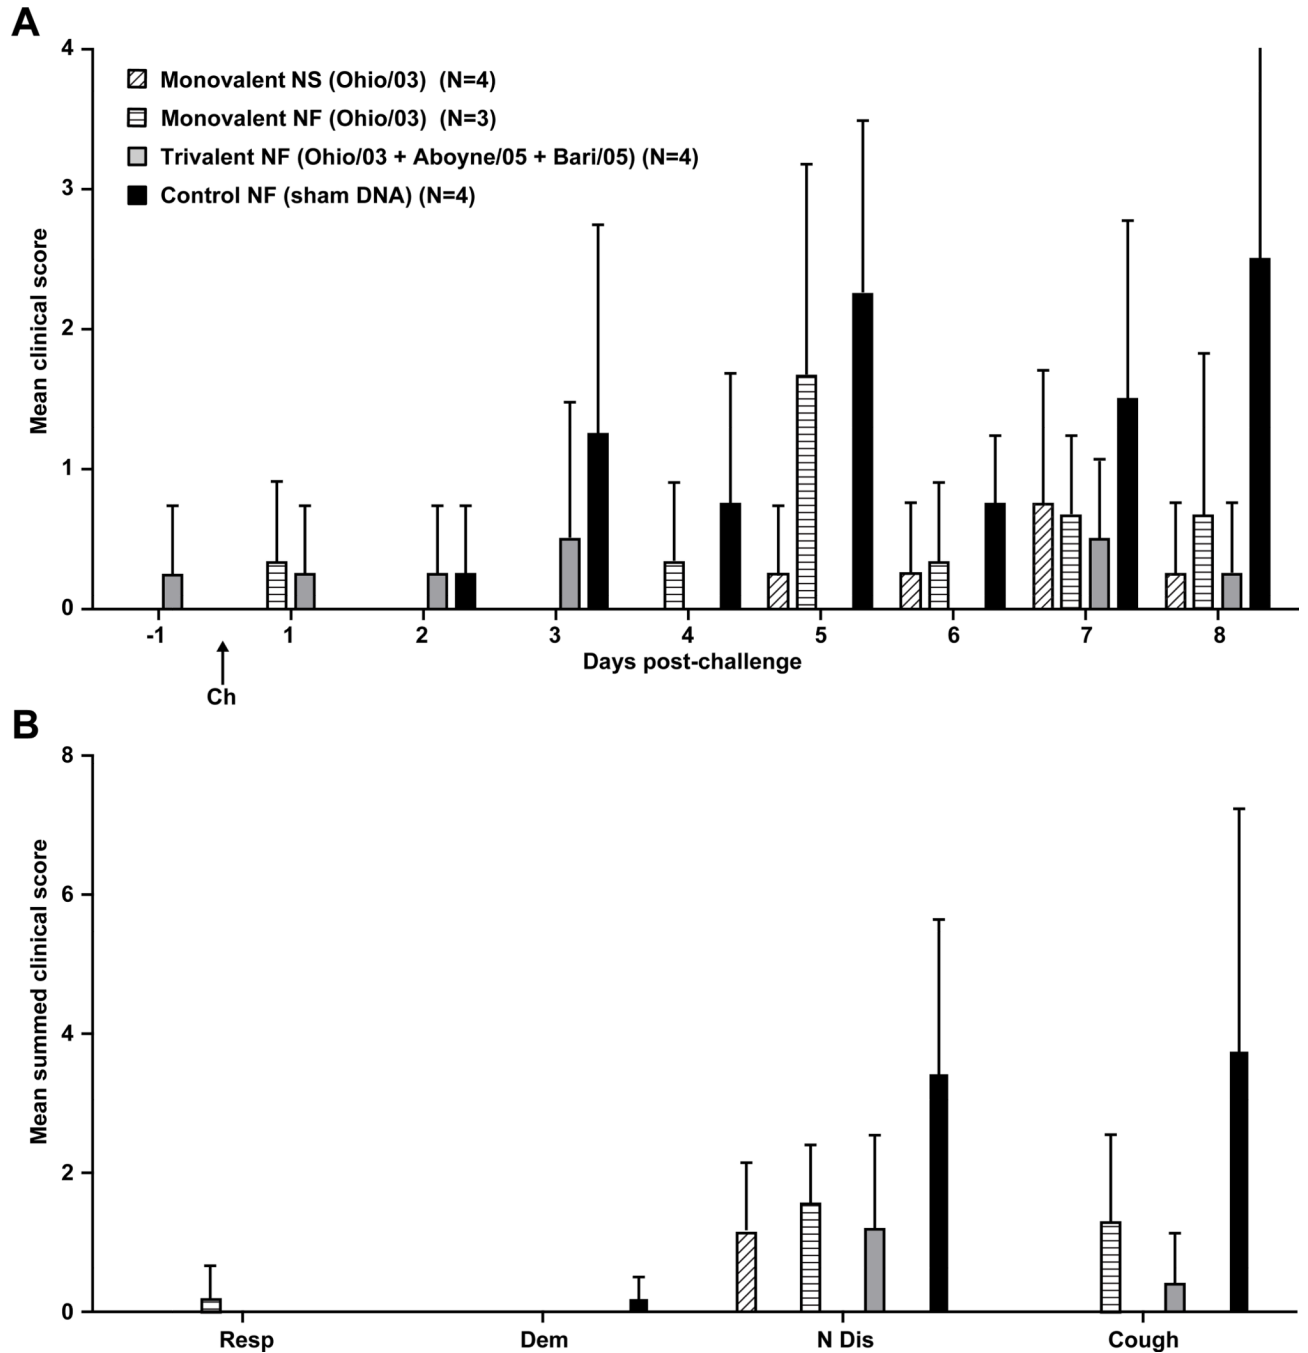 A
4
3
2
1
0
Mean clinical score
Monovalent NS (Ohio/03) (N=4)
Monovalent NF (Ohio/03) (N=3)
Trivalent NF (Ohio/03 + Aboyne/05 + Bari/05) (N=4)
Control NF (sham DNA) (N=4)
-1 1 2 3 4 5 6 7 8
Days post-challenge
Ch
B
8
6
4
2
0
Mean summed clinical score
Resp Dem N Dis Cough